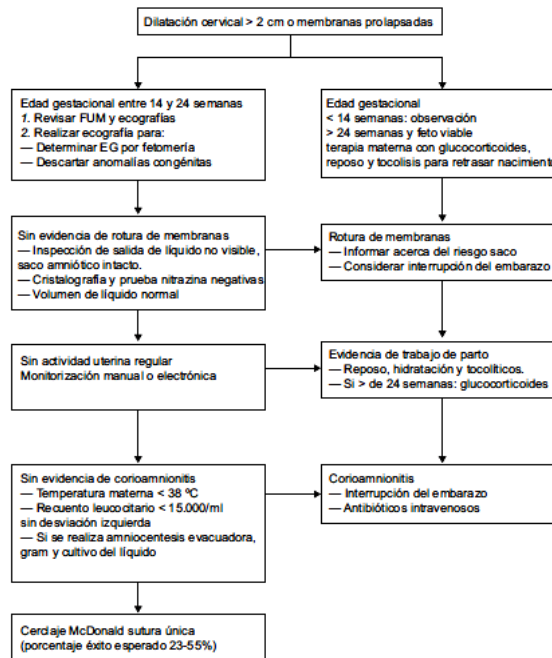 Dilatación cervical > 2 cm o membranas prolapsadas
Edad gestacional entre 14 y 24 semanas
1. Revisar FUM y ecografías
2. Realizar ecografía para:
— Determinar EG por fetometría
— Descartar anomalías congénitas
Edad gestacional
< 14 semanas: observación
> 24 semanas y feto viable
terapia materna con glucocorticoides,
reposo y tocolisis para retrasar nacimiento
Sin evidencia de rotura de membranas
— Inspección de salida de líquido no visible,
saco amniótico intacto.
— Cristalografía y prueba nitrazina negativas
— Volumen de líquido normal
Rotura de membranas
— Informar acerca del riesgo saco
— Considerar interrupción del embarazo
Sin actividad uterina regular
Monitorización manual o electrónica
Evidencia de trabajo de parto
— Reposo, hidratación y tocolíticos.
— Si > de 24 semanas: glucocorticoides
Sin evidencia de corioamnionitis
— Temperatura materna < 38 ºC
— Recuento leucocitario < 15.000/ml
sin desviación izquierda
— Si se realiza amniocentesis evacuadora,
gram y cultivo del líquido
Corioamnionitis
— Interrupción del embarazo
— Antibióticos intravenosos
Cerclaje McDonald sutura única
(porcentaje éxito esperado 23-55%)